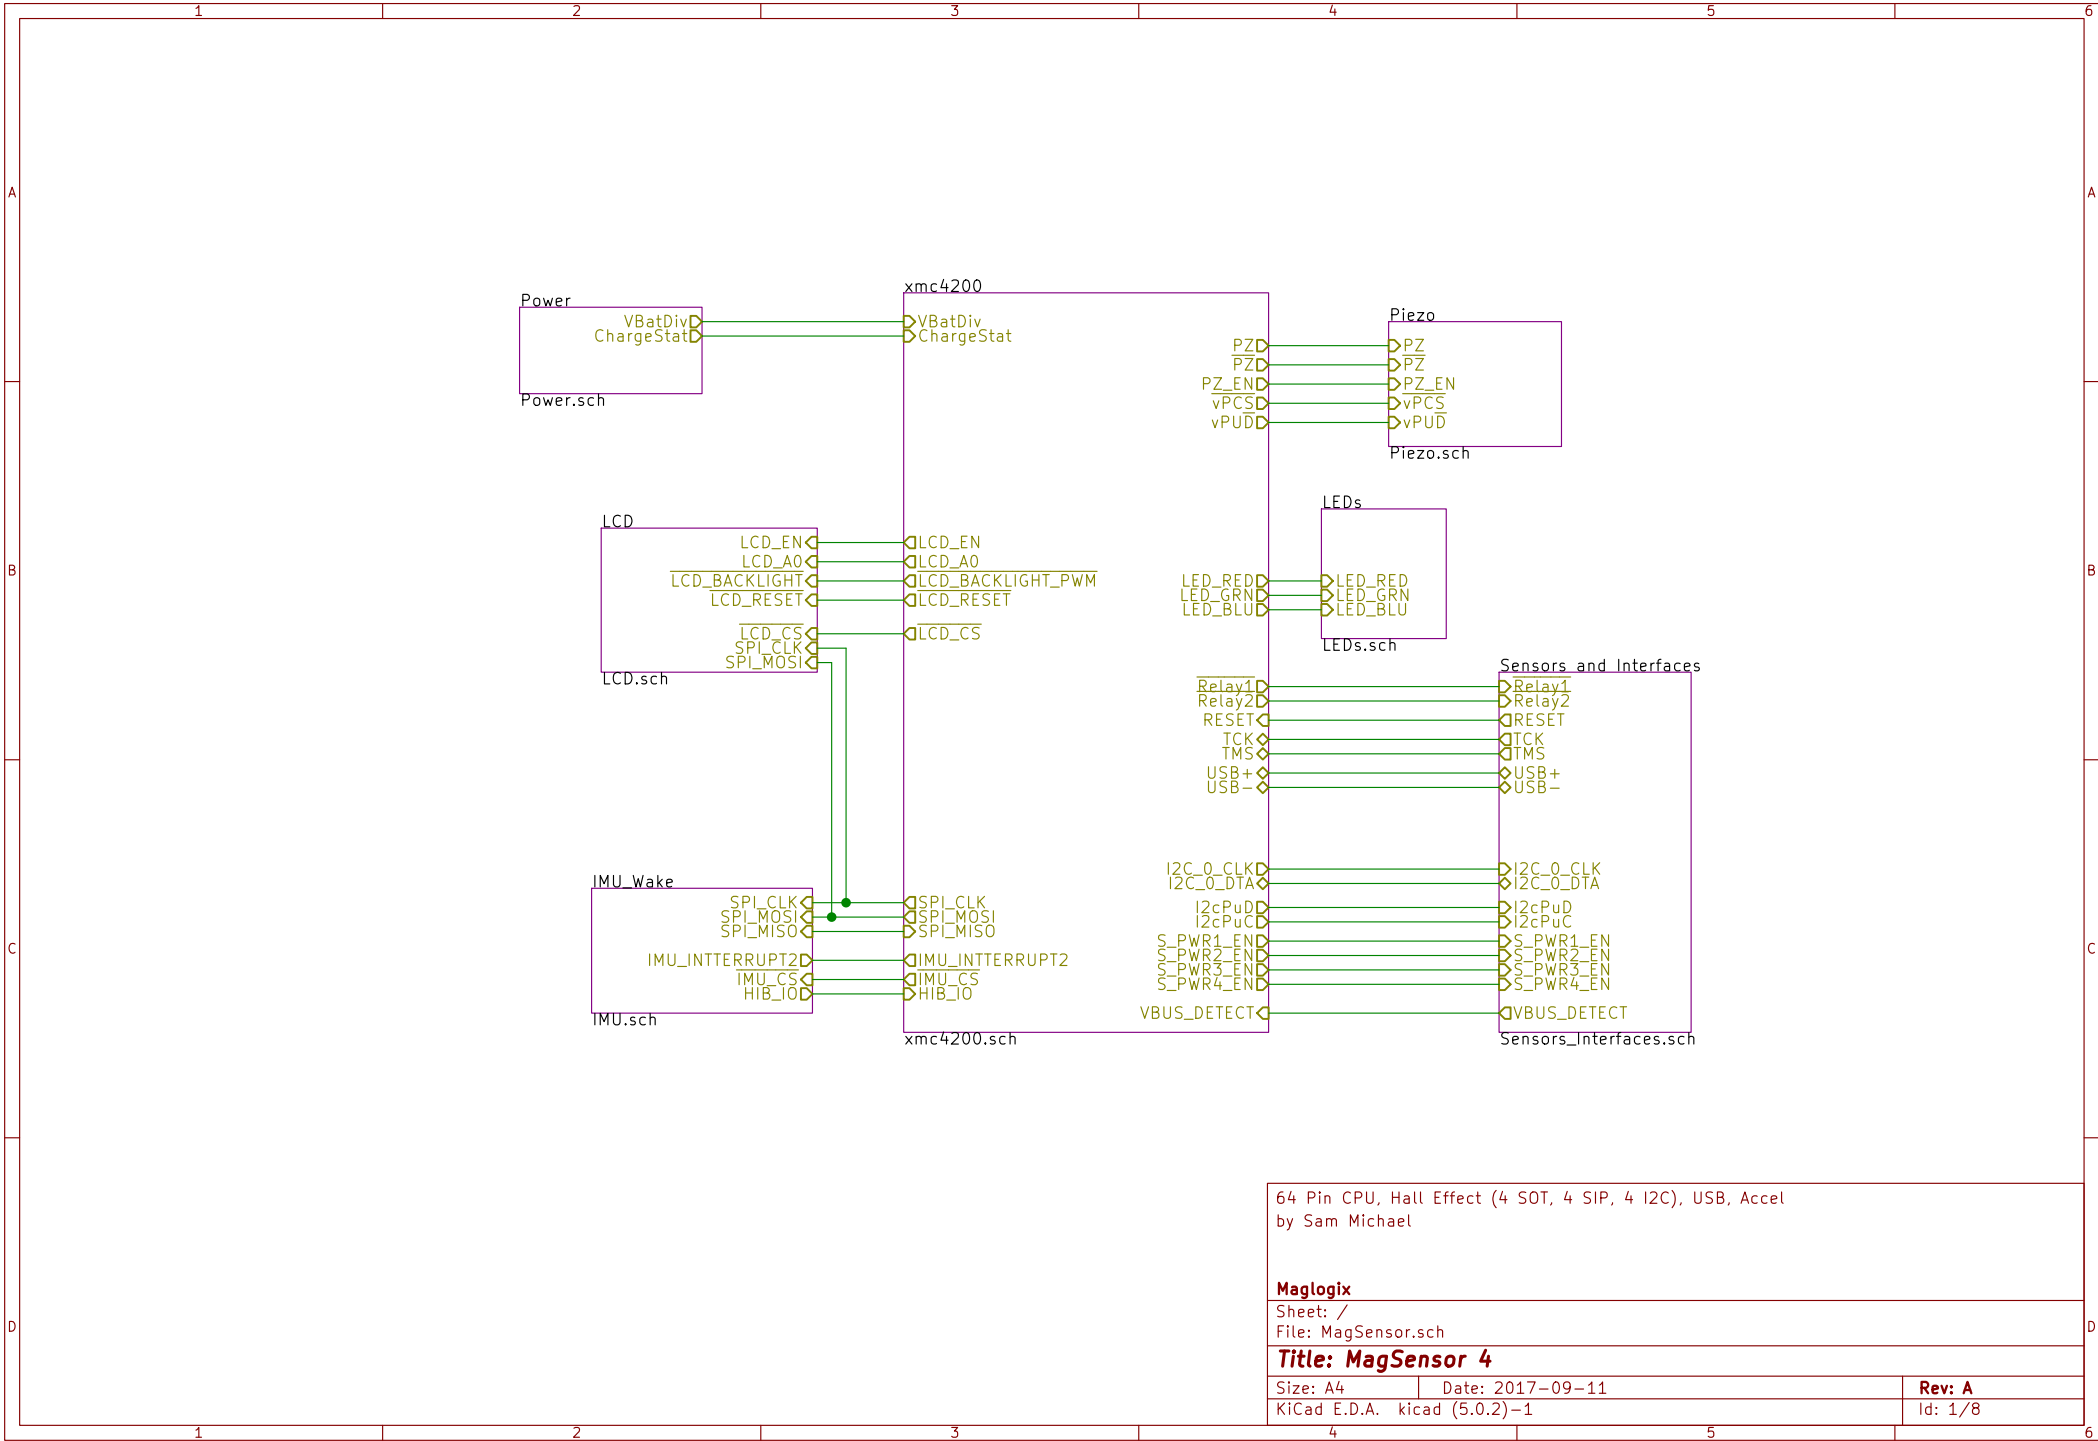 1 2 3 4 5 6
A A
B B
C C
D D
Power
VBatDiv
ChargeStat
Power.sch
LCD
LCD_EN
LCD_A0
LCD_BACKLIGHT
LCD_RESET
LCD_CS
SPI_CLK
SPI_MOSI
LCD.sch
IMU_Wake
SPI_CLK
SPI_MOSI
SPI_MISO
IMU_INTTERRUPT2
IMU_CS
HIB_IO
IMU.sch
xmc4200
VBatDiv
ChargeStat
LCD_EN
LCD_A0
LCD_BACKLIGHT_PWM
LCD_RESET
LCD_CS
SPI_CLK
SPI_MOSI
SPI_MISO
IMU_INTTERRUPT2
IMU_CS
HIB_IO
PZ
PZ
PZ_EN
vPCS
vPUD
LED_RED
LED_GRN
LED_BLU
Relay1
Relay2
RESET
TCK
TMS
USB+
USB-
I2C_0_CLK
I2C_0_DTA
I2cPuD
I2cPuC
S_PWR1_EN
S_PWR2_EN
S_PWR3_EN
S_PWR4_EN
VBUS_DETECT
xmc4200.sch
Piezo
PZ
PZ
PZ_EN
vPCS
vPUD
Piezo.sch
LEDs
LED_RED
LED_GRN
LED_BLU
LEDs.sch
Sensors and Interfaces
Relay1
Relay2
RESET
TCK
TMS
USB+
USB-
I2C_0_CLK
I2C_0_DTA
I2cPuD
I2cPuC
S_PWR1_EN
S_PWR2_EN
S_PWR3_EN
S_PWR4_EN
VBUS_DETECT
Sensors_Interfaces.sch
64 Pin CPU, Hall Effect (4 SOT, 4 SIP, 4 I2C), USB, Accel
by Sam Michael
Maglogix
Sheet: /
File: MagSensor.sch
Title: MagSensor 4
Size: A4 Date: 2017-09-11 Rev: A
KiCad E.D.A. kicad (5.0.2)-1 Id: 1/8
1 2 3 4 5 6